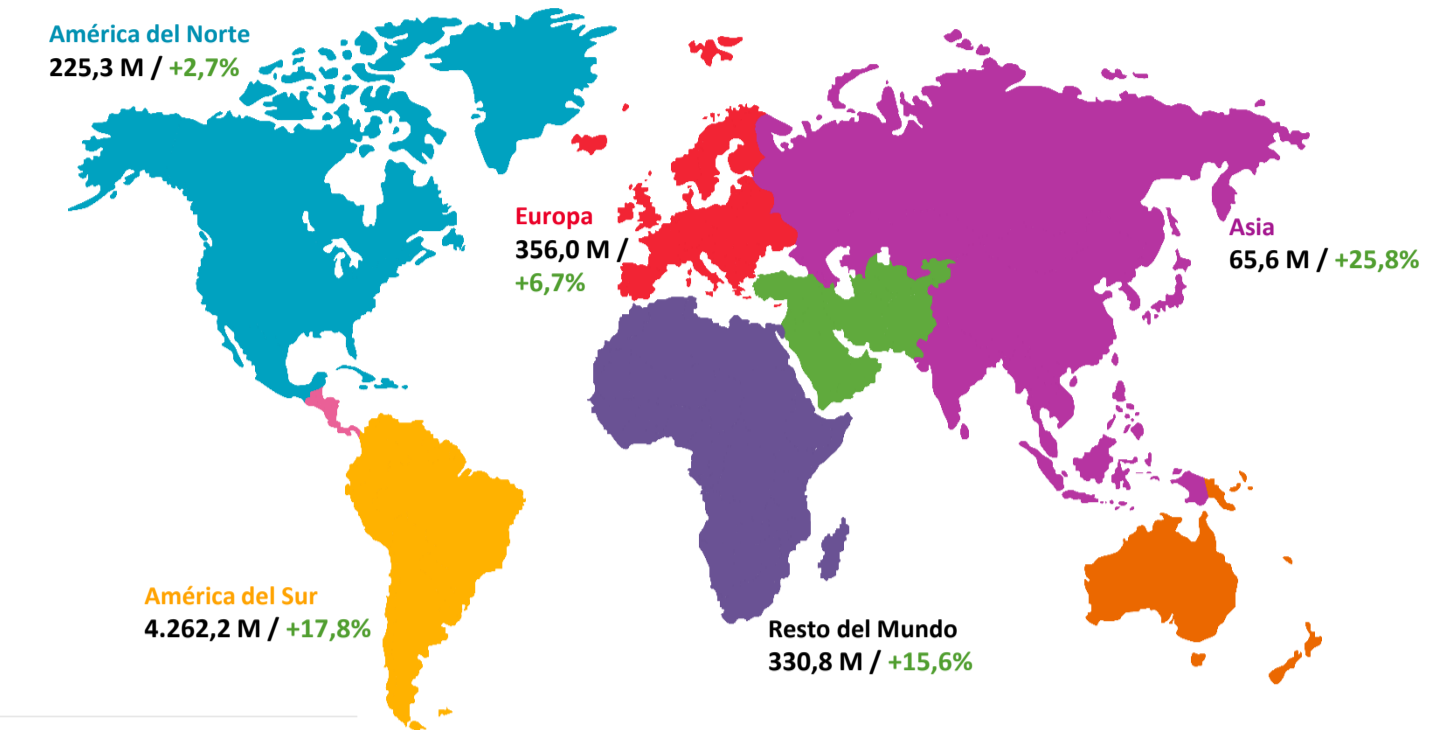 América del Norte
225,3 M / +2,7%
Europa
356,0 M /
+6,7%
Asia
65,6 M / +25,8%
América del Sur
4.262,2 M / +17,8%
Resto del Mundo
330,8 M / +15,6%